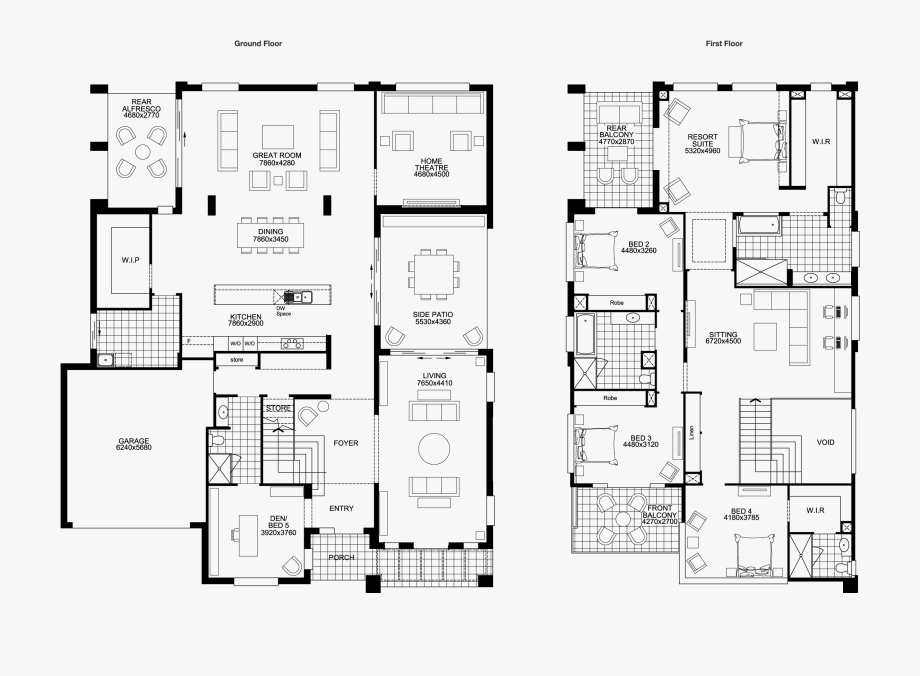 Ground Floor
REAR
ALFRESCO
4680x2770
GREAT ROOM
7860x4280
HOME
THEATRE
4680x4500
DINING
7860x3450
W.I.P
DW
Space
KITCHEN
7860x2900
SIDE PATIO
5530x4360
F
W/O
W/O
store
LIVING
7650x4410
STORE
GARAGE
6240x5680
FOYER
ENTRY
DEN/
BED 5
3920x3760
PORCH
First Floor
REAR
BALCONY
4770x2870
RESORT
SUITE
5320x4960
W.I.R
BED 2
4480x3260
Robe
SITTING
6720x4500
Robe
Linen
BED 3
4480x3120
VOID
FRONT
BALCONY
4270x2700
BED 4
4180x3785
W.I.R